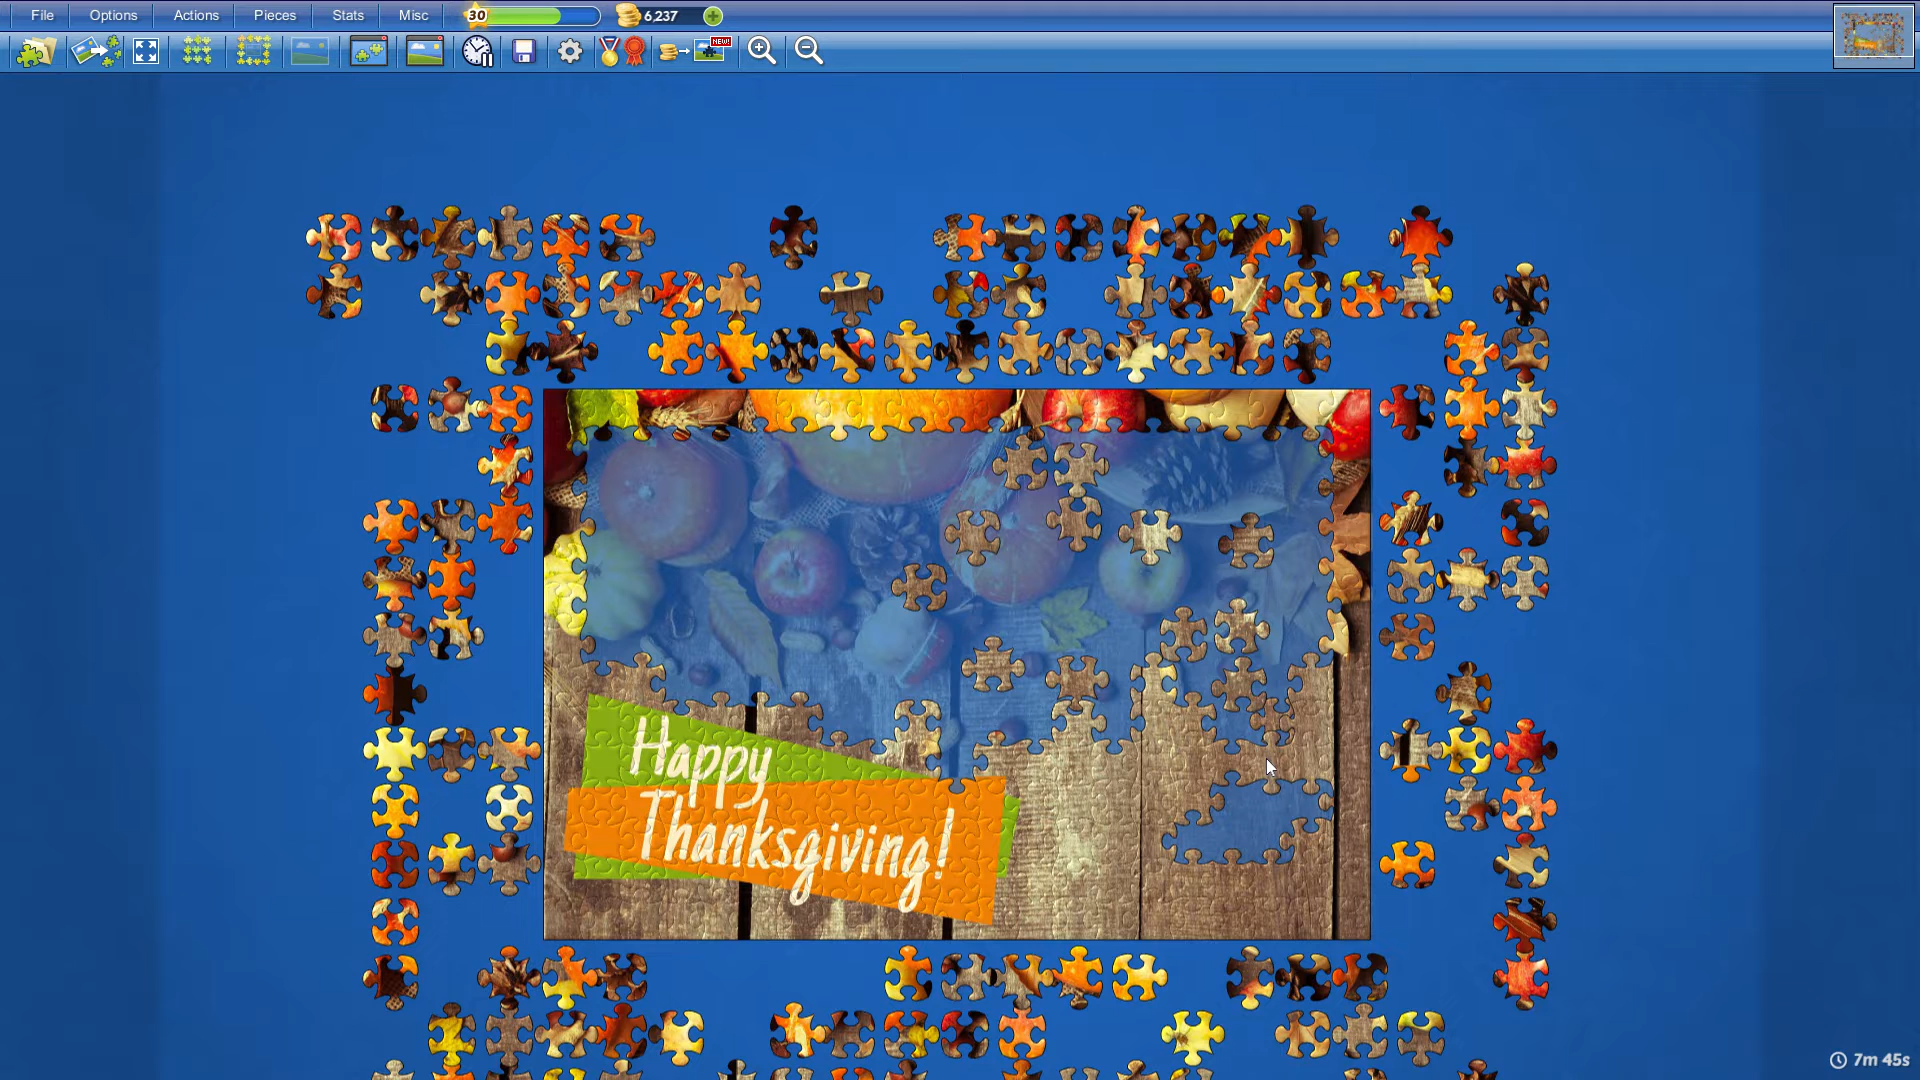 File Options Actions Pieces Stats Misc 30 6,237
NEW!
Happy
Thanksgiving!
7m 45s